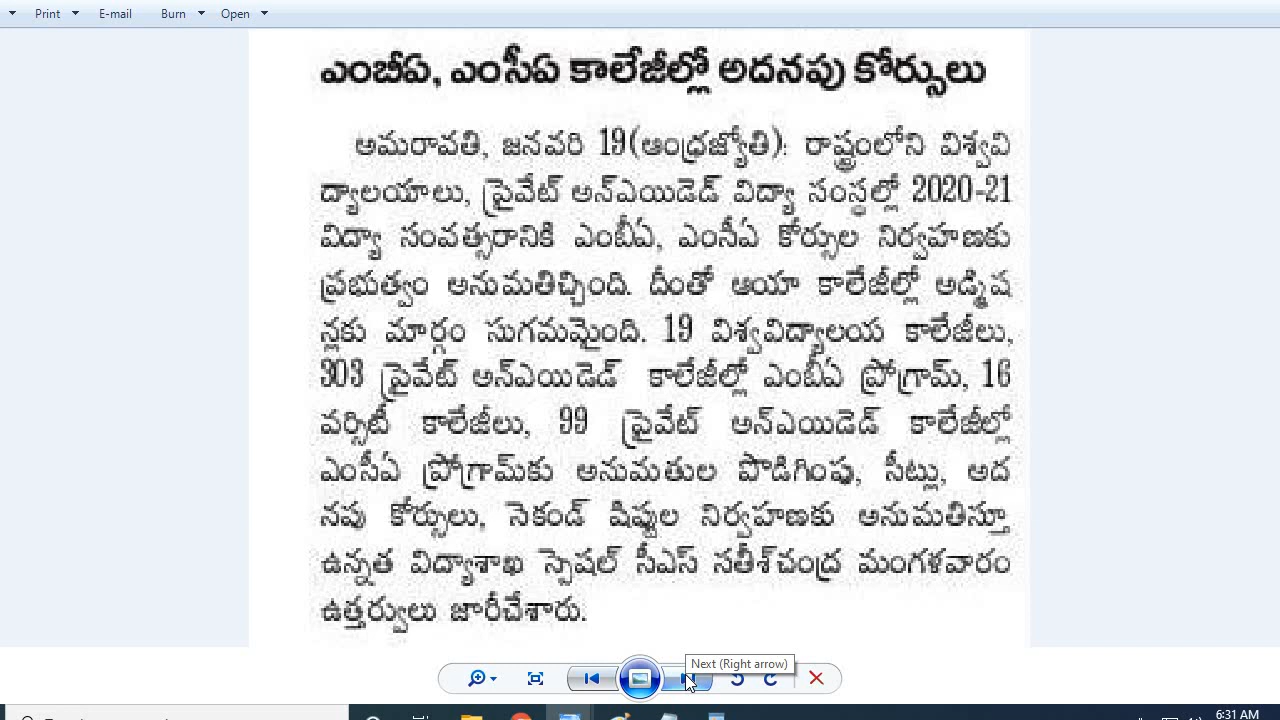 Print E-mail Burn Open
ఎంబీఏ, ఎంసీఏ కాలేజీల్లో అదనపు కోర్సులు
అమరావతి, జనవరి 19(ఆంధ్రజ్యోతి): రాష్ట్రంలోని విశ్వవి
ద్యాలయాలు, ప్రైవేట్ అన్ఎయిడెడ్ విద్యా సంస్థల్లో 2020-21
విద్యా సంవత్సరానికి ఎంబీఏ, ఎంసీఏ కోర్సుల నిర్వహణకు
ప్రభుత్వం అనుమతిచ్చింది. దీంతో ఆయా కాలేజీల్లో అడ్మిష
న్లకు మార్గం సుగమమైంది. 19 విశ్వవిద్యాలయ కాలేజీలు,
303 ప్రైవేట్ అన్ఎయిడెడ్ కాలేజీల్లో ఎంబీఏ ప్రోగ్రామ్, 16
వర్సిటీ కాలేజీలు, 99 ప్రైవేట్ అన్ఎయిడెడ్ కాలేజీల్లో
ఎంసీఏ ప్రోగ్రామ్‌కు అనుమతుల పొడిగింపు, సీట్లు, అద
నపు కోర్సులు, సెకండ్ షిఫ్టుల నిర్వహణకు అనుమతిస్తూ
ఉన్నత విద్యాశాఖ స్పెషల్ సీఎస్ సతీశ్‌చంద్ర మంగళవారం
ఉత్తర్వులు జారీచేశారు.
Next (Right arrow)
6:31 AM